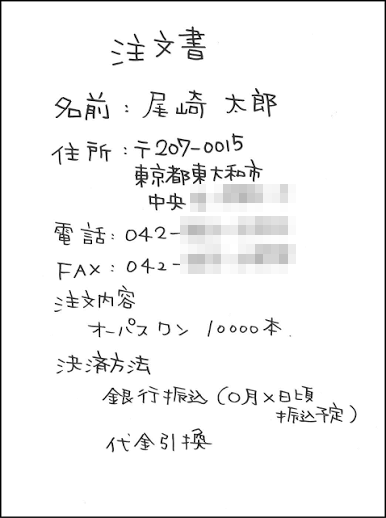 注文書
名前：尾崎 太郎
住所：〒207-0015
東京都東大和市
中央
電話：042-
FAX：042-
注文内容
オーパスワン 10000本.
決済方法
銀行振込（○月×日頃
振込予定）
代金引換